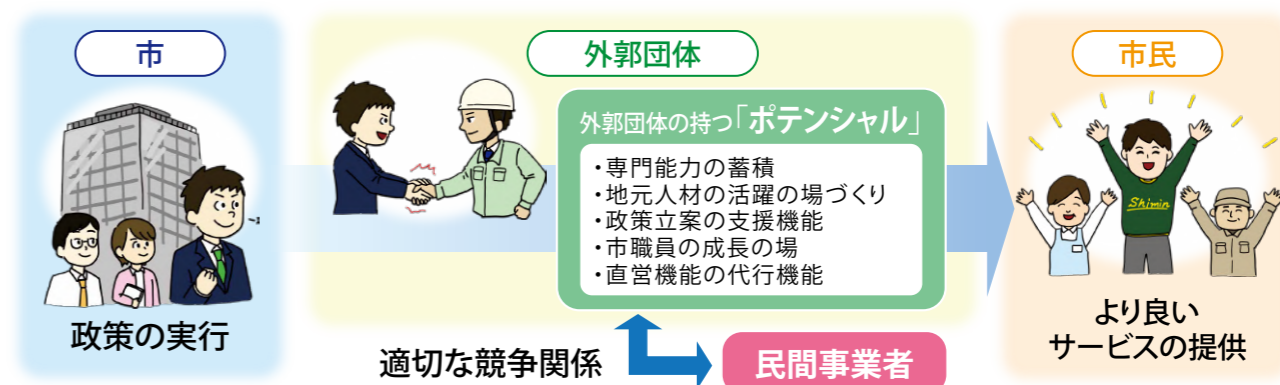 市
政策の実行
外郭団体
外郭団体の持つ「ポテンシャル」
・専門能力の蓄積
・地元人材の活躍の場づくり
・政策立案の支援機能
・市職員の成長の場
・直営機能の代行機能
適切な競争関係
民間事業者
市民
Shimin
より良い
サービスの提供